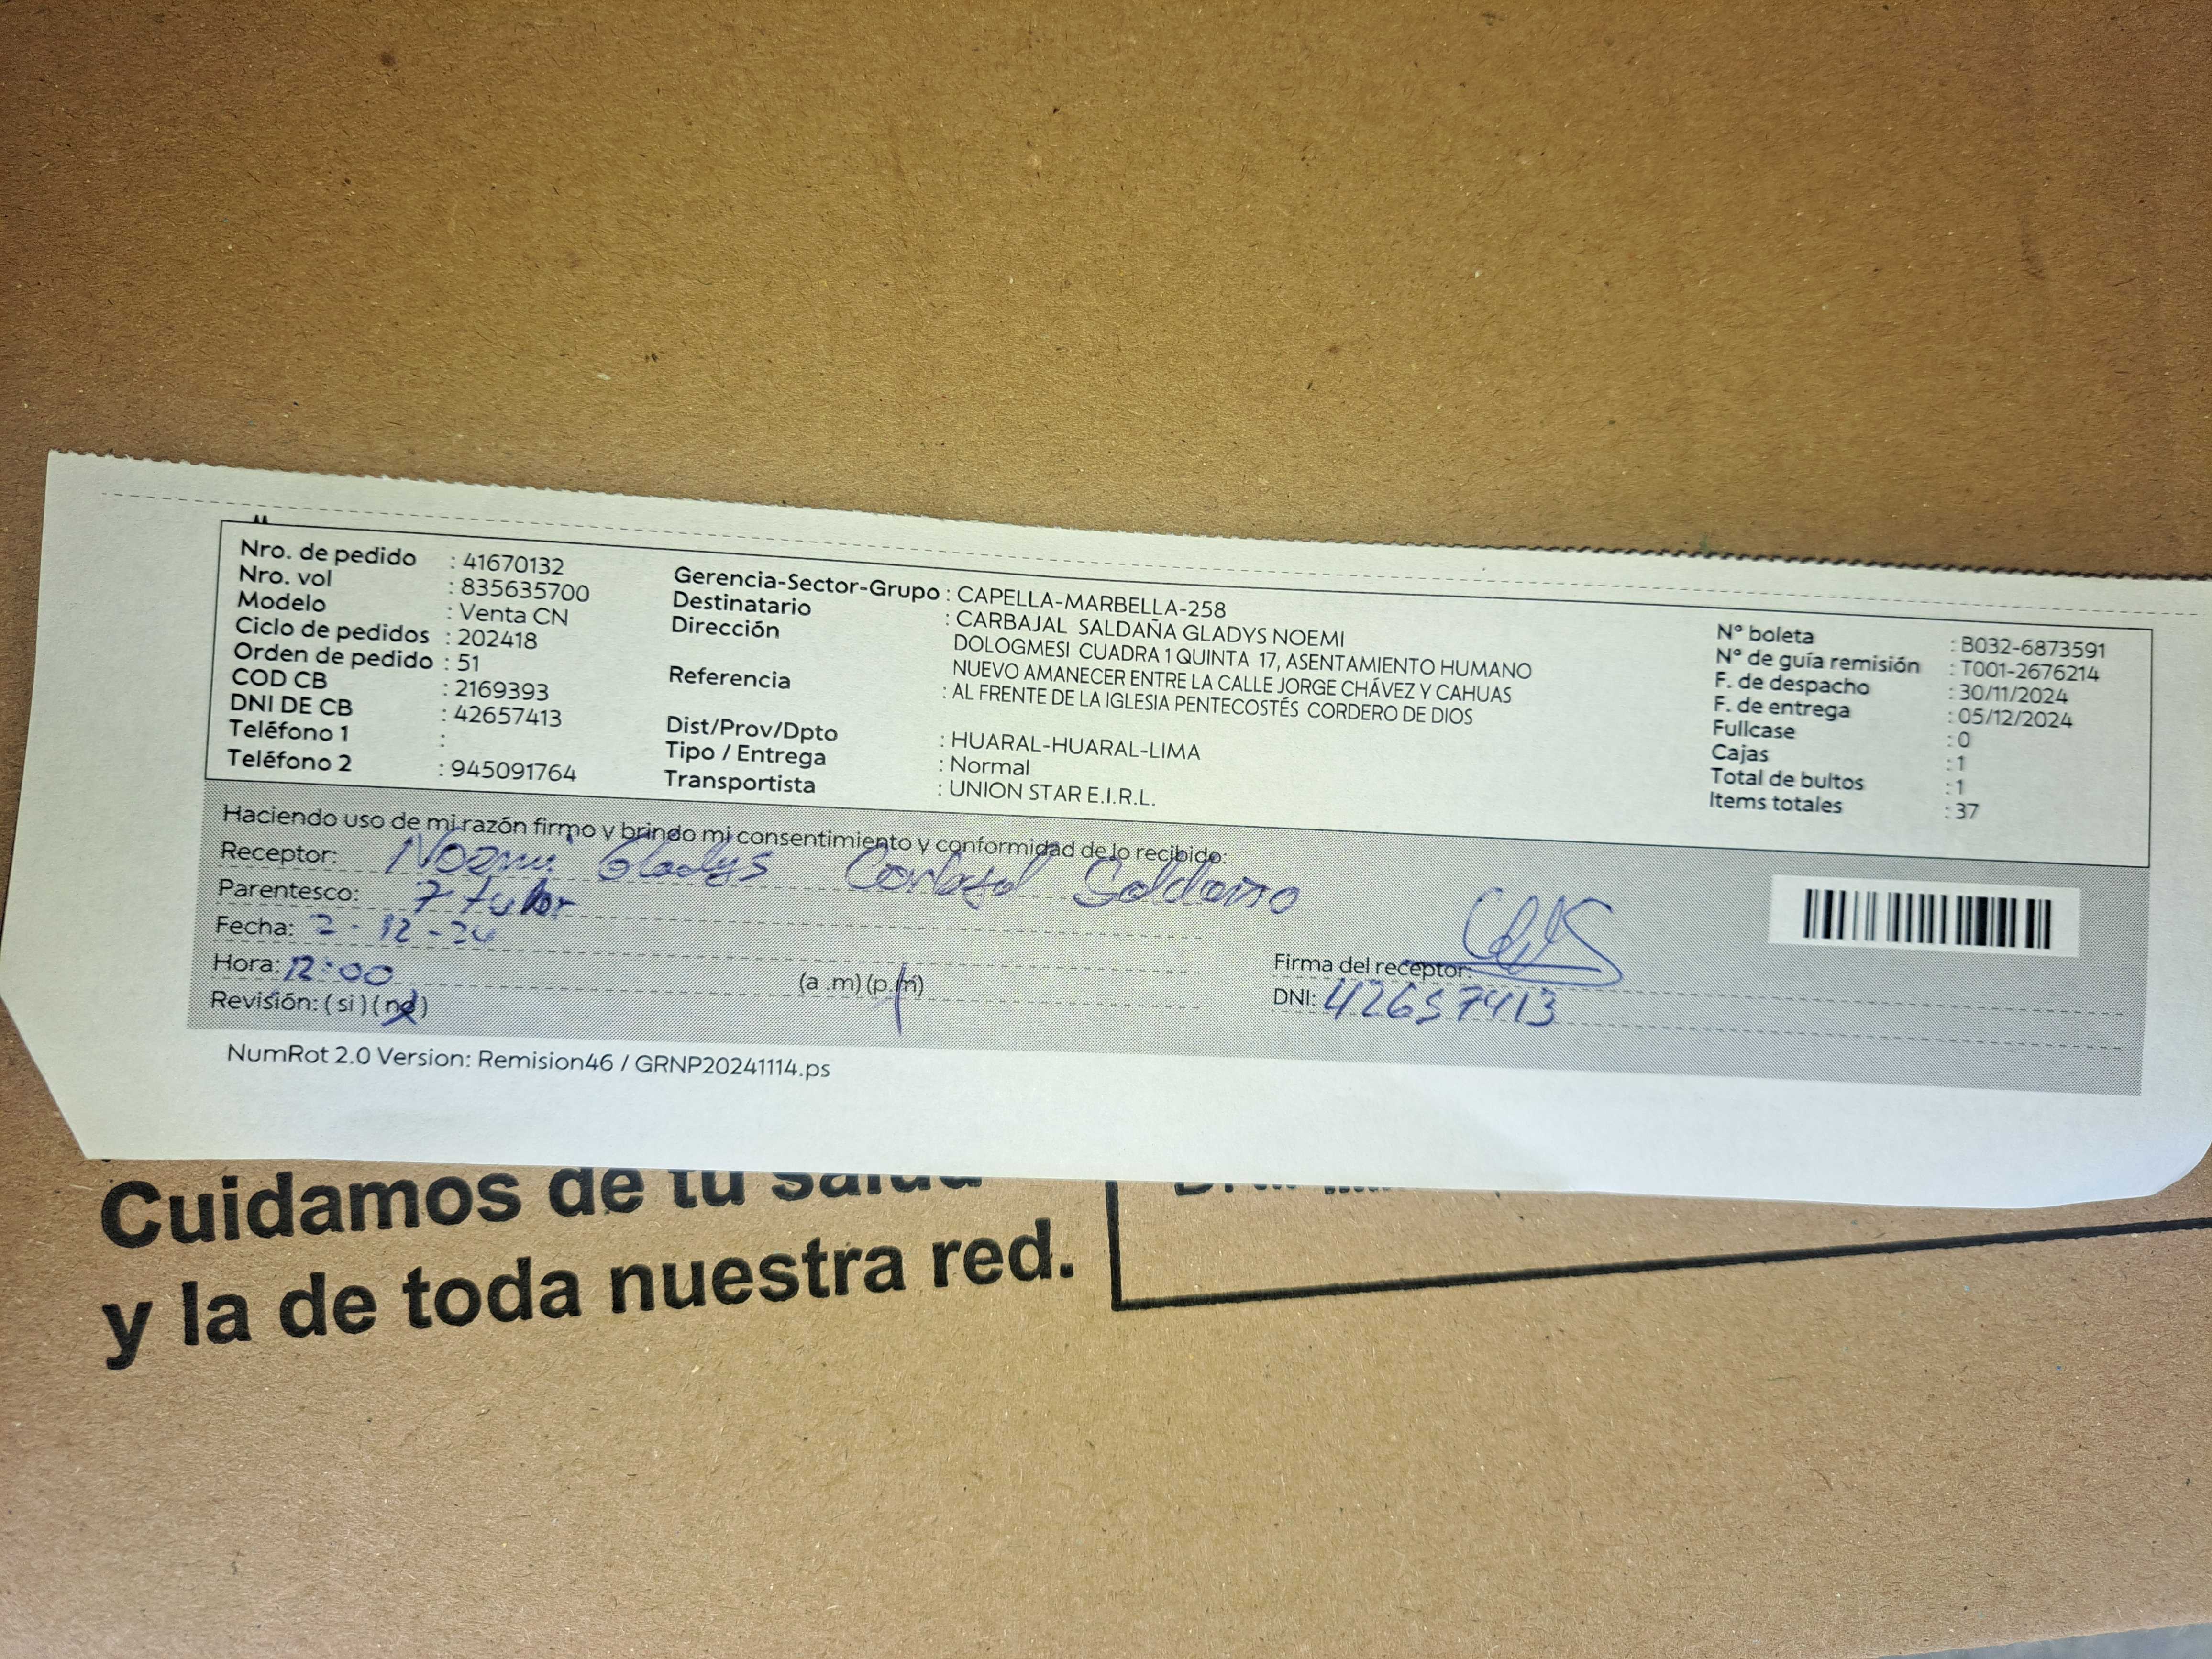 Nro. de pedido : 41670132
Nro. vol : 835635700
Modelo : Venta CN
Ciclo de pedidos : 202418
Orden de pedido : 51
COD CB : 2169393
DNI DE CB : 42657413
Teléfono 1 :
Teléfono 2 : 945091764
Gerencia-Sector-Grupo : CAPELLA-MARBELLA-258
Destinatario : CARBAJAL SALDAÑA GLADYS NOEMI
Dirección DOLOGMESI CUADRA 1 QUINTA 17, ASENTAMIENTO HUMANO
NUEVO AMANECER ENTRE LA CALLE JORGE CHÁVEZ Y CAHUAS
Referencia : AL FRENTE DE LA IGLESIA PENTECOSTÉS CORDERO DE DIOS
Dist/Prov/Dpto : HUARAL-HUARAL-LIMA
Tipo / Entrega : Normal
Transportista : UNION STAR E.I.R.L.
N° boleta : B032-6873591
N° de guía remisión : T001-2676214
F. de despacho : 30/11/2024
F. de entrega : 05/12/2024
Fullcase : 0
Cajas : 1
Total de bultos : 1
Items totales : 37
Haciendo uso de mi razón firmo y brindo mi consentimiento y conformidad de lo recibido:
Receptor: Noemi Gladys Carbajal Saldaña
Parentesco: Titular
Fecha: 2-12-24
Hora: 12:00 (a .m) (p.m)
Revisión: (si) (no)
Firma del receptor:
DNI: 42657413
NumRot 2.0 Version: Remision46 / GRNP20241114.ps
Cuidamos de tu salud
y la de toda nuestra red.